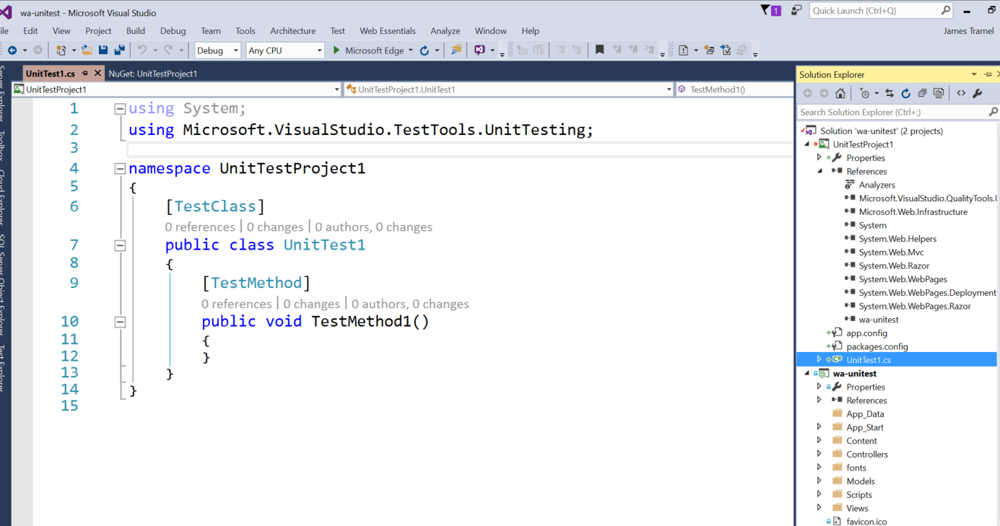 wa-unitest - Microsoft Visual Studio
1
Quick Launch (Ctrl+Q)
ile Edit View Project Build Debug Team Tools Architecture Test Web Essentials Analyze Window Help
James Tramel
Debug Any CPU Microsoft Edge
UnitTest1.cs NuGet: UnitTestProject1
UnitTestProject1 UnitTestProject1.UnitTest1 TestMethod1()
1 using System;
2 using Microsoft.VisualStudio.TestTools.UnitTesting;
3
4 namespace UnitTestProject1
5 {
6 [TestClass]
0 references | 0 changes | 0 authors, 0 changes
7 public class UnitTest1
8 {
9 [TestMethod]
0 references | 0 changes | 0 authors, 0 changes
10 public void TestMethod1()
11 {
12 }
13 }
14 }
15
Server Explorer
Toolbox
Cloud Explorer
SQL Server Object Explorer
Test Explorer
Solution Explorer
Search Solution Explorer (Ctrl+;)
Solution 'wa-unitest' (2 projects)
UnitTestProject1
Properties
References
Analyzers
Microsoft.VisualStudio.QualityTools.U
Microsoft.Web.Infrastructure
System
System.Web.Helpers
System.Web.Mvc
System.Web.Razor
System.Web.WebPages
System.Web.WebPages.Deployment
System.Web.WebPages.Razor
wa-unitest
app.config
packages.config
UnitTest1.cs
wa-unitest
Properties
References
App_Data
App_Start
Content
Controllers
fonts
Models
Scripts
Views
favicon.ico